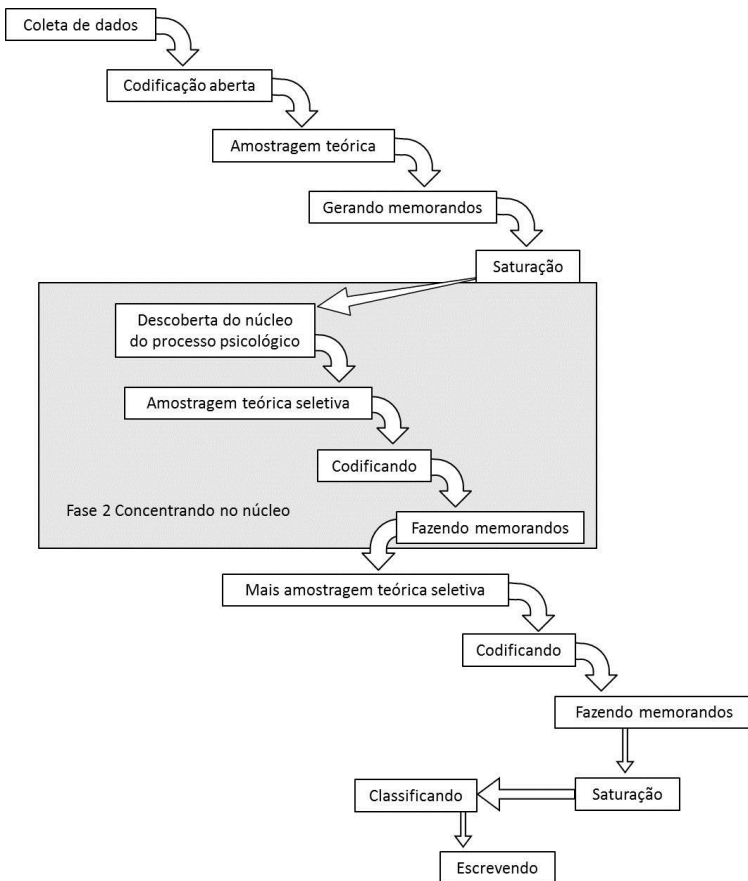 Coleta de dados
Codificação aberta
Amostragem teórica
Gerando memorandos
Saturação
Descoberta do núcleo
do processo psicológico
Amostragem teórica seletiva
Codificando
Fase 2 Concentrando no núcleo
Fazendo memorandos
Mais amostragem teórica seletiva
Codificando
Fazendo memorandos
Saturação
Classificando
Escrevendo